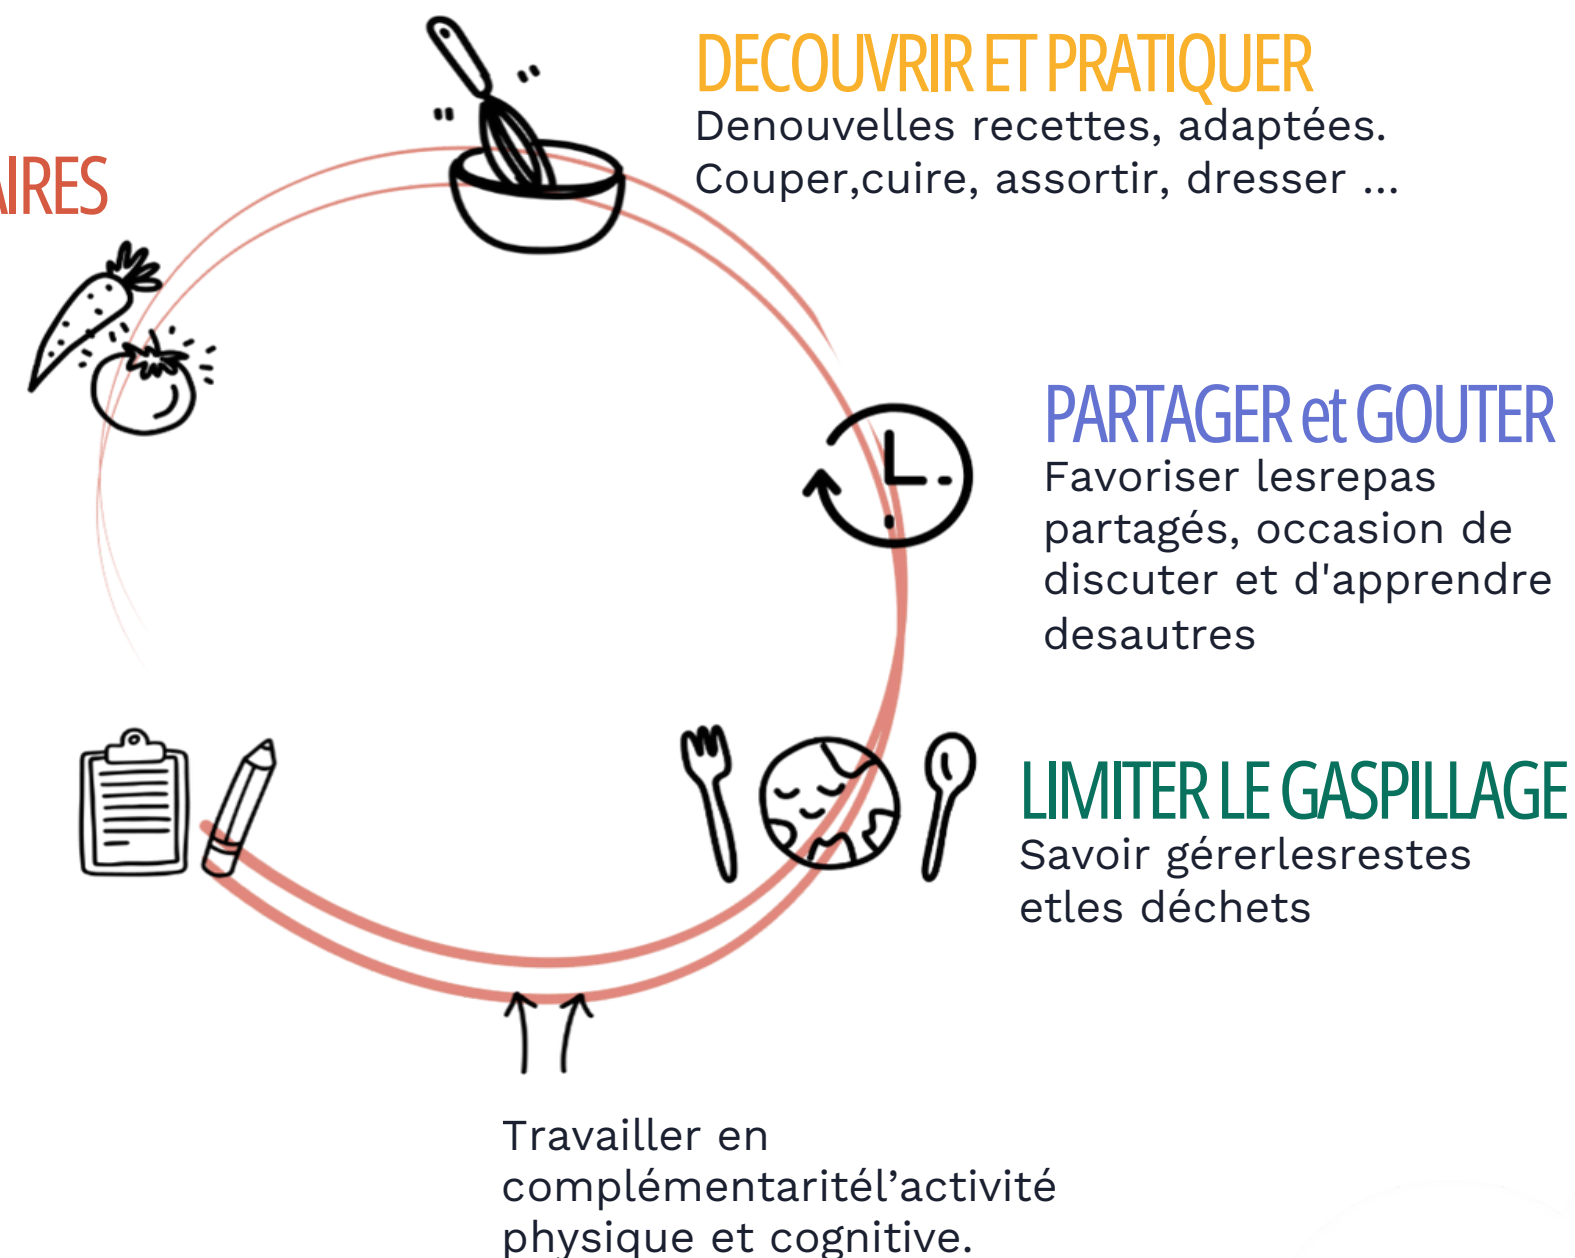 DECOUVRIR ET PRATIQUER
Denouvelles recettes, adaptées.
Couper,cuire, assortir, dresser ...
AIRES
PARTAGER et GOUTER
Favoriser lesrepas
partagés, occasion de
discuter et d'apprendre
desautres
LIMITER LE GASPILLAGE
Savoir gérerlesrestes
etles déchets
Travailler en
complémentaritél’activité
physique et cognitive.